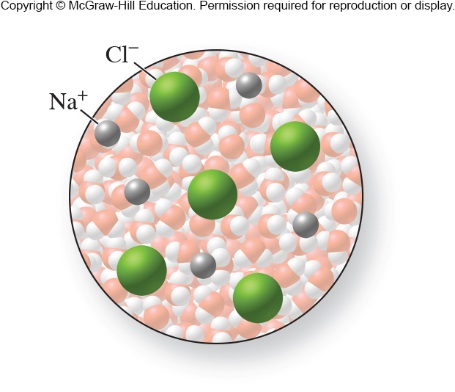 Copyright © McGraw-Hill Education. Permission required for reproduction or display.
Cl⁻
Na⁺